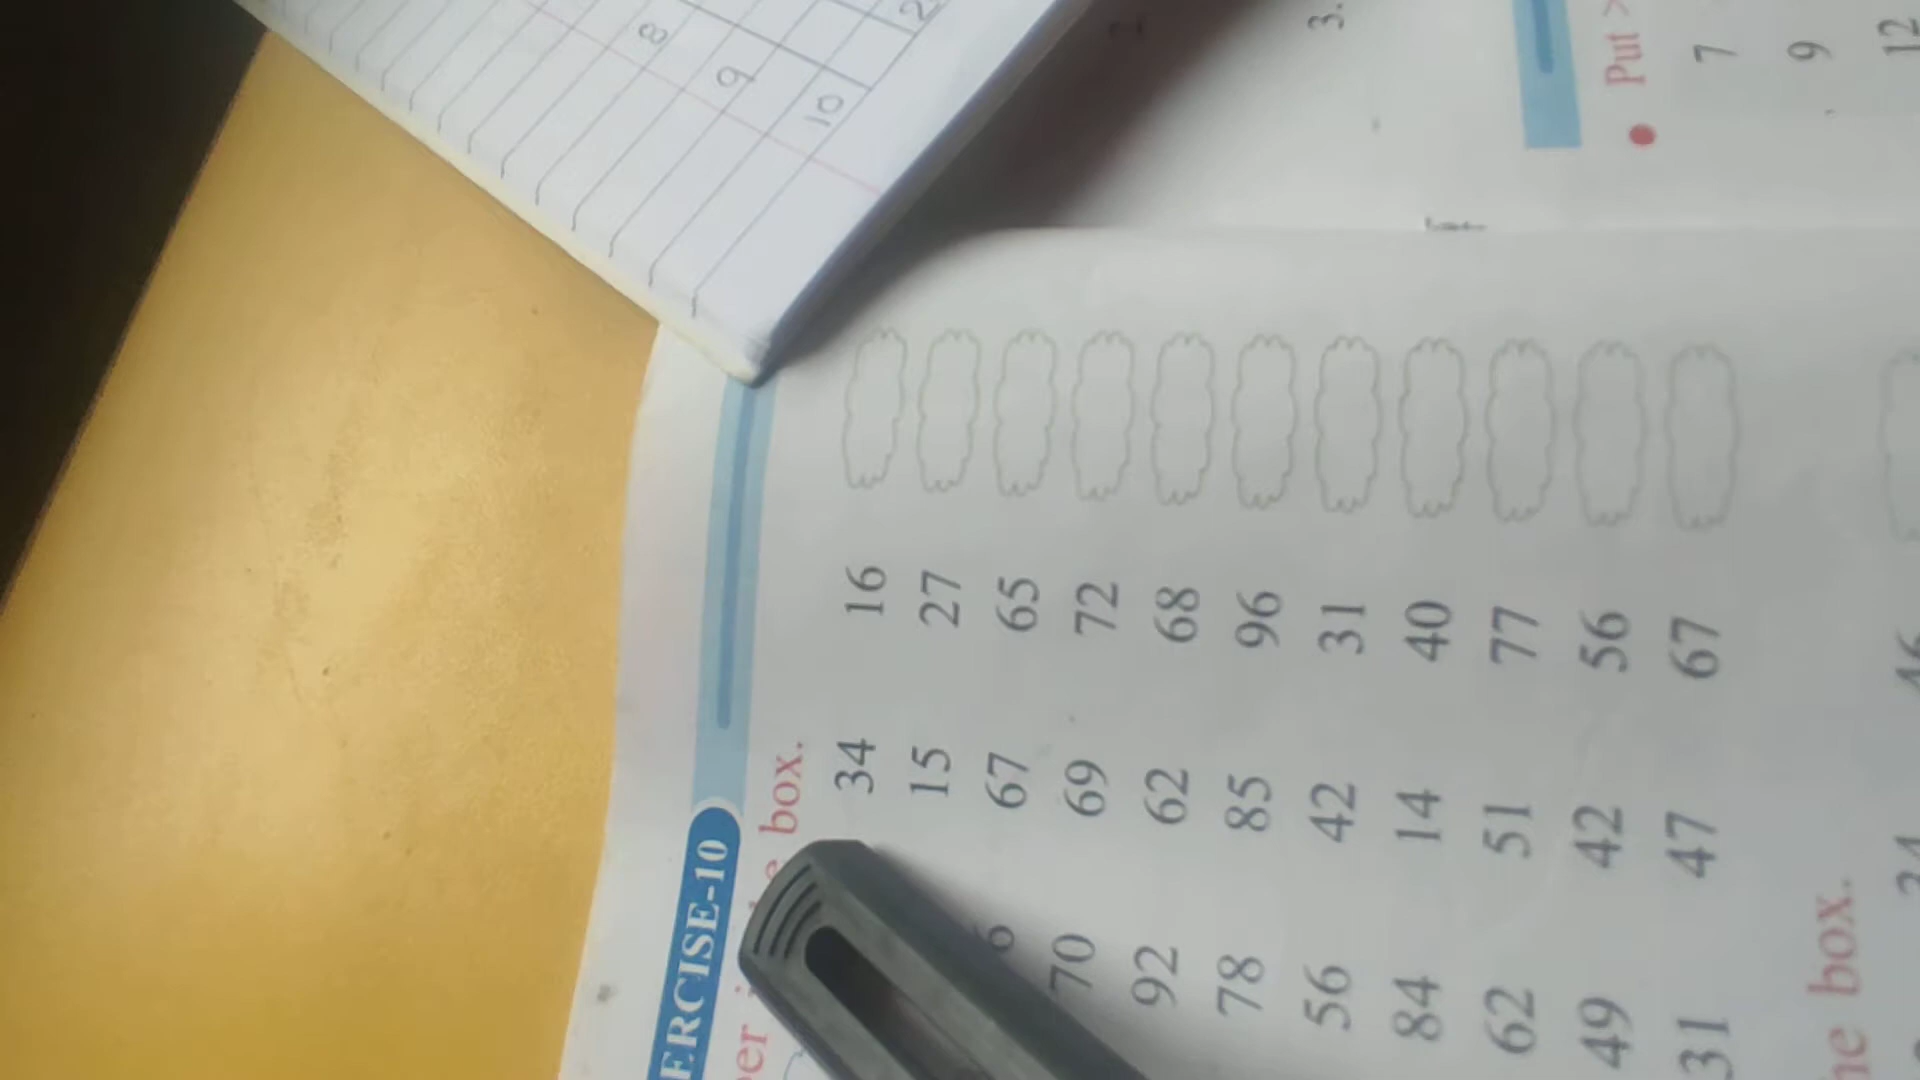 8
9
10
ERCISE-10
box.
34 16
15 27
67 65
70 69 72
92 62 68
78 85 96
56 42 31
84 14 40
62 51 77
49 42 56
31 47 67
box.
3.
Put >
7
9
12